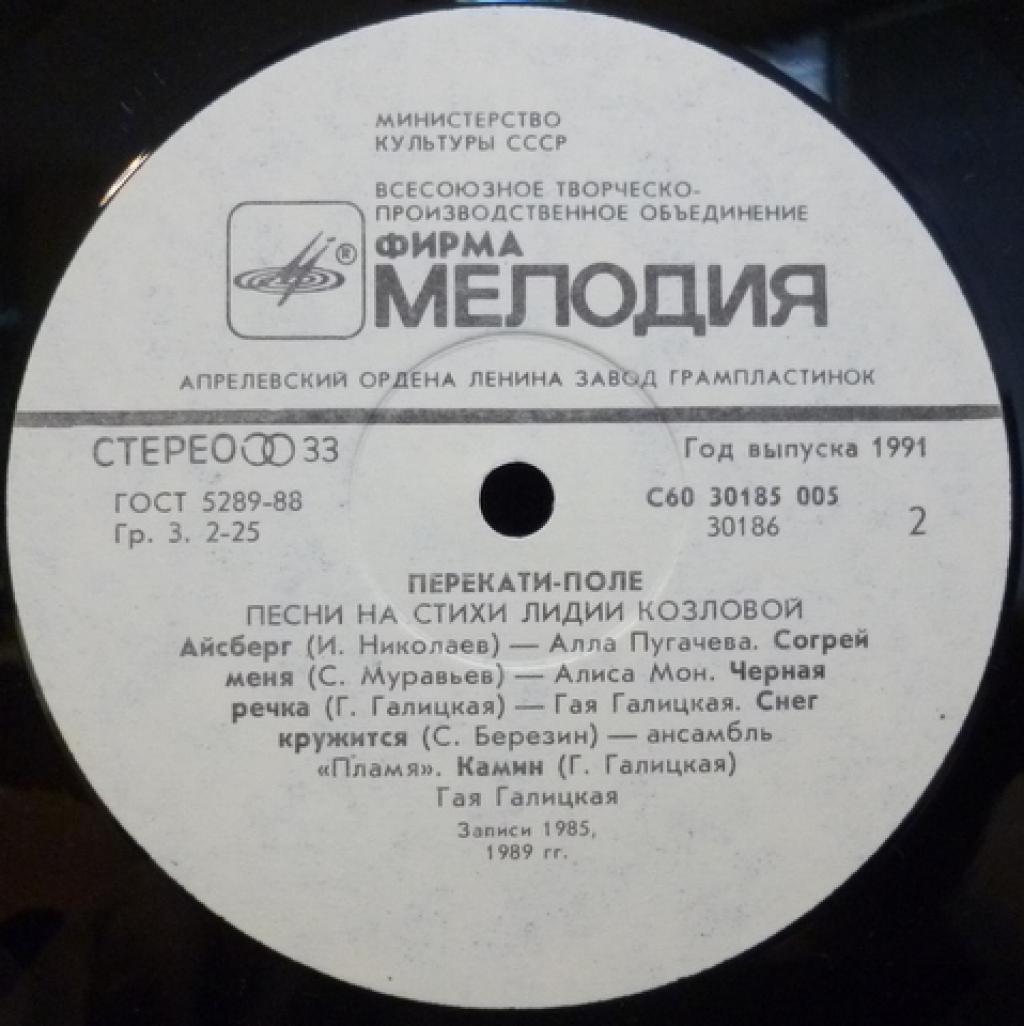 МИНИСТЕРСТВО
КУЛЬТУРЫ СССР
ВСЕСОЮЗНОЕ ТВОРЧЕСКО-
ПРОИЗВОДСТВЕННОЕ ОБЪЕДИНЕНИЕ
ФИРМА
®
МЕЛОДИЯ
АПРЕЛЕВСКИЙ ОРДЕНА ЛЕНИНА ЗАВОД ГРАМПЛАСТИНОК
СТЕРЕО 33
Год выпуска 1991
ГОСТ 5289-88
Гр. 3. 2-25
С60 30185 005
30186
2
ПЕРЕКАТИ-ПОЛЕ
ПЕСНИ НА СТИХИ ЛИДИИ КОЗЛОВОЙ
Айсберг (И. Николаев) — Алла Пугачева. Согрей
меня (С. Муравьев) — Алиса Мон. Черная
речка (Г. Галицкая) — Гая Галицкая. Снег
кружится (С. Березин) — ансамбль
«Пламя». Камин (Г. Галицкая)
Гая Галицкая
Записи 1985,
1989 гг.